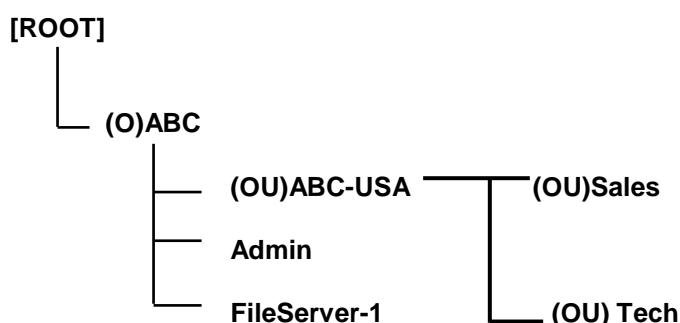 [ROOT]
(O)ABC
(OU)ABC-USA (OU)Sales
Admin
FileServer-1 (OU) Tech